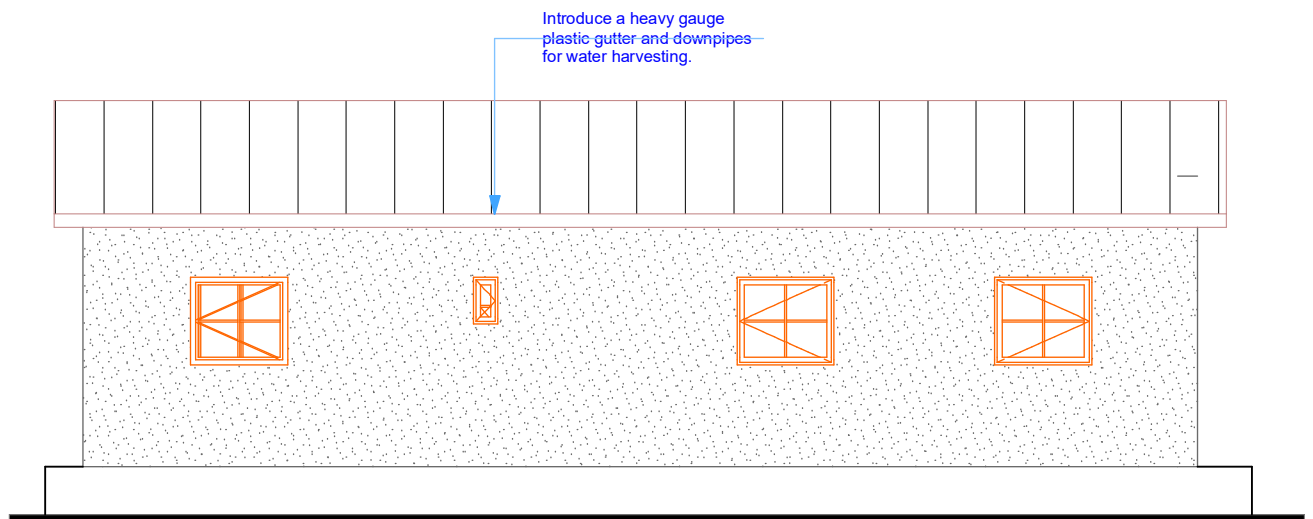 Introduce a heavy gauge
plastic gutter and downpipes
for water harvesting.